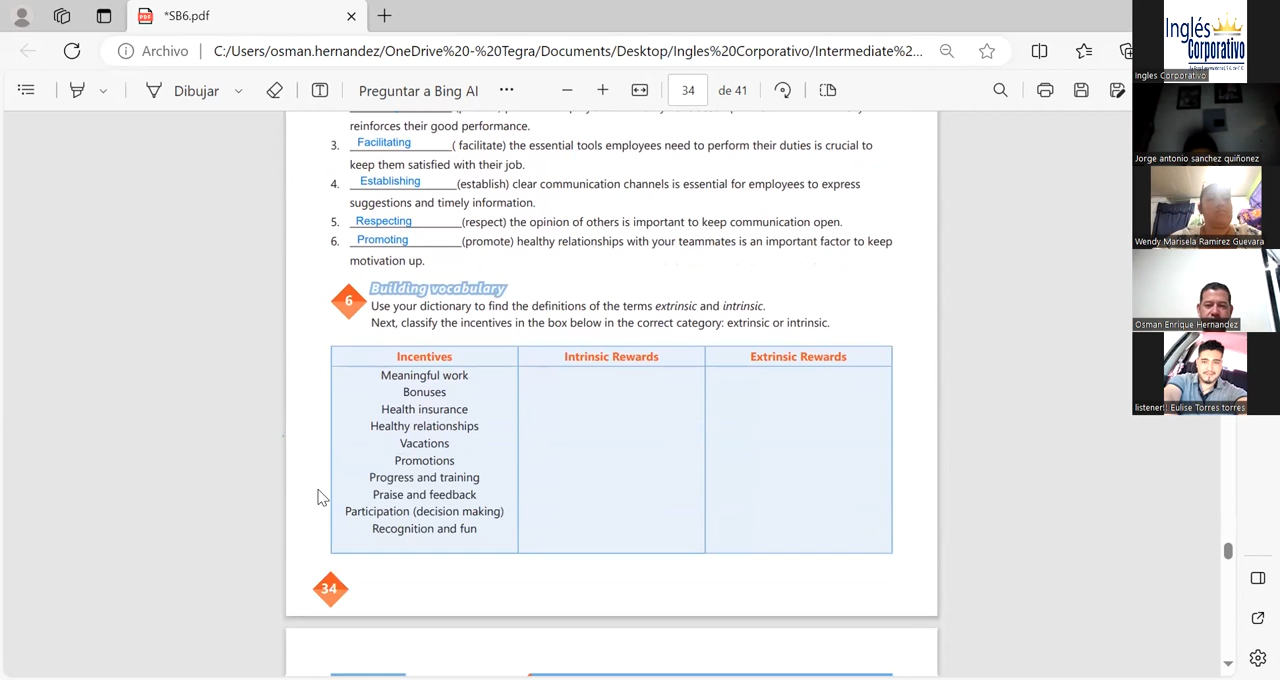 *SB6.pdf
Archivo
C:/Users/osman.hernandez/OneDrive%20-%20Tegra/Documents/Desktop/Ingles%20Corporativo/Intermediate%2...
Dibujar
Preguntar a Bing AI
34
de 41
reinforces their good performance.
3. Facilitating ( facilitate) the essential tools employees need to perform their duties is crucial to
keep them satisfied with their job.
4. Establishing (establish) clear communication channels is essential for employees to express
suggestions and timely information.
5. Respecting (respect) the opinion of others is important to keep communication open.
6. Promoting (promote) healthy relationships with your teammates is an important factor to keep
motivation up.
6
Building vocabulary
Use your dictionary to find the definitions of the terms extrinsic and intrinsic.
Next, classify the incentives in the box below in the correct category: extrinsic or intrinsic.
Incentives Intrinsic Rewards Extrinsic Rewards
Meaningful work
Bonuses
Health insurance
Healthy relationships
Vacations
Promotions
Progress and training
Praise and feedback
Participation (decision making)
Recognition and fun
34
Inglés
Corporativo
Ingles Corporativo
Jorge antonio sanchez quiñonez
Wendy Marisela Ramirez Guevara
Osman Enrique Hernandez
listener!! Eulise Torres torres